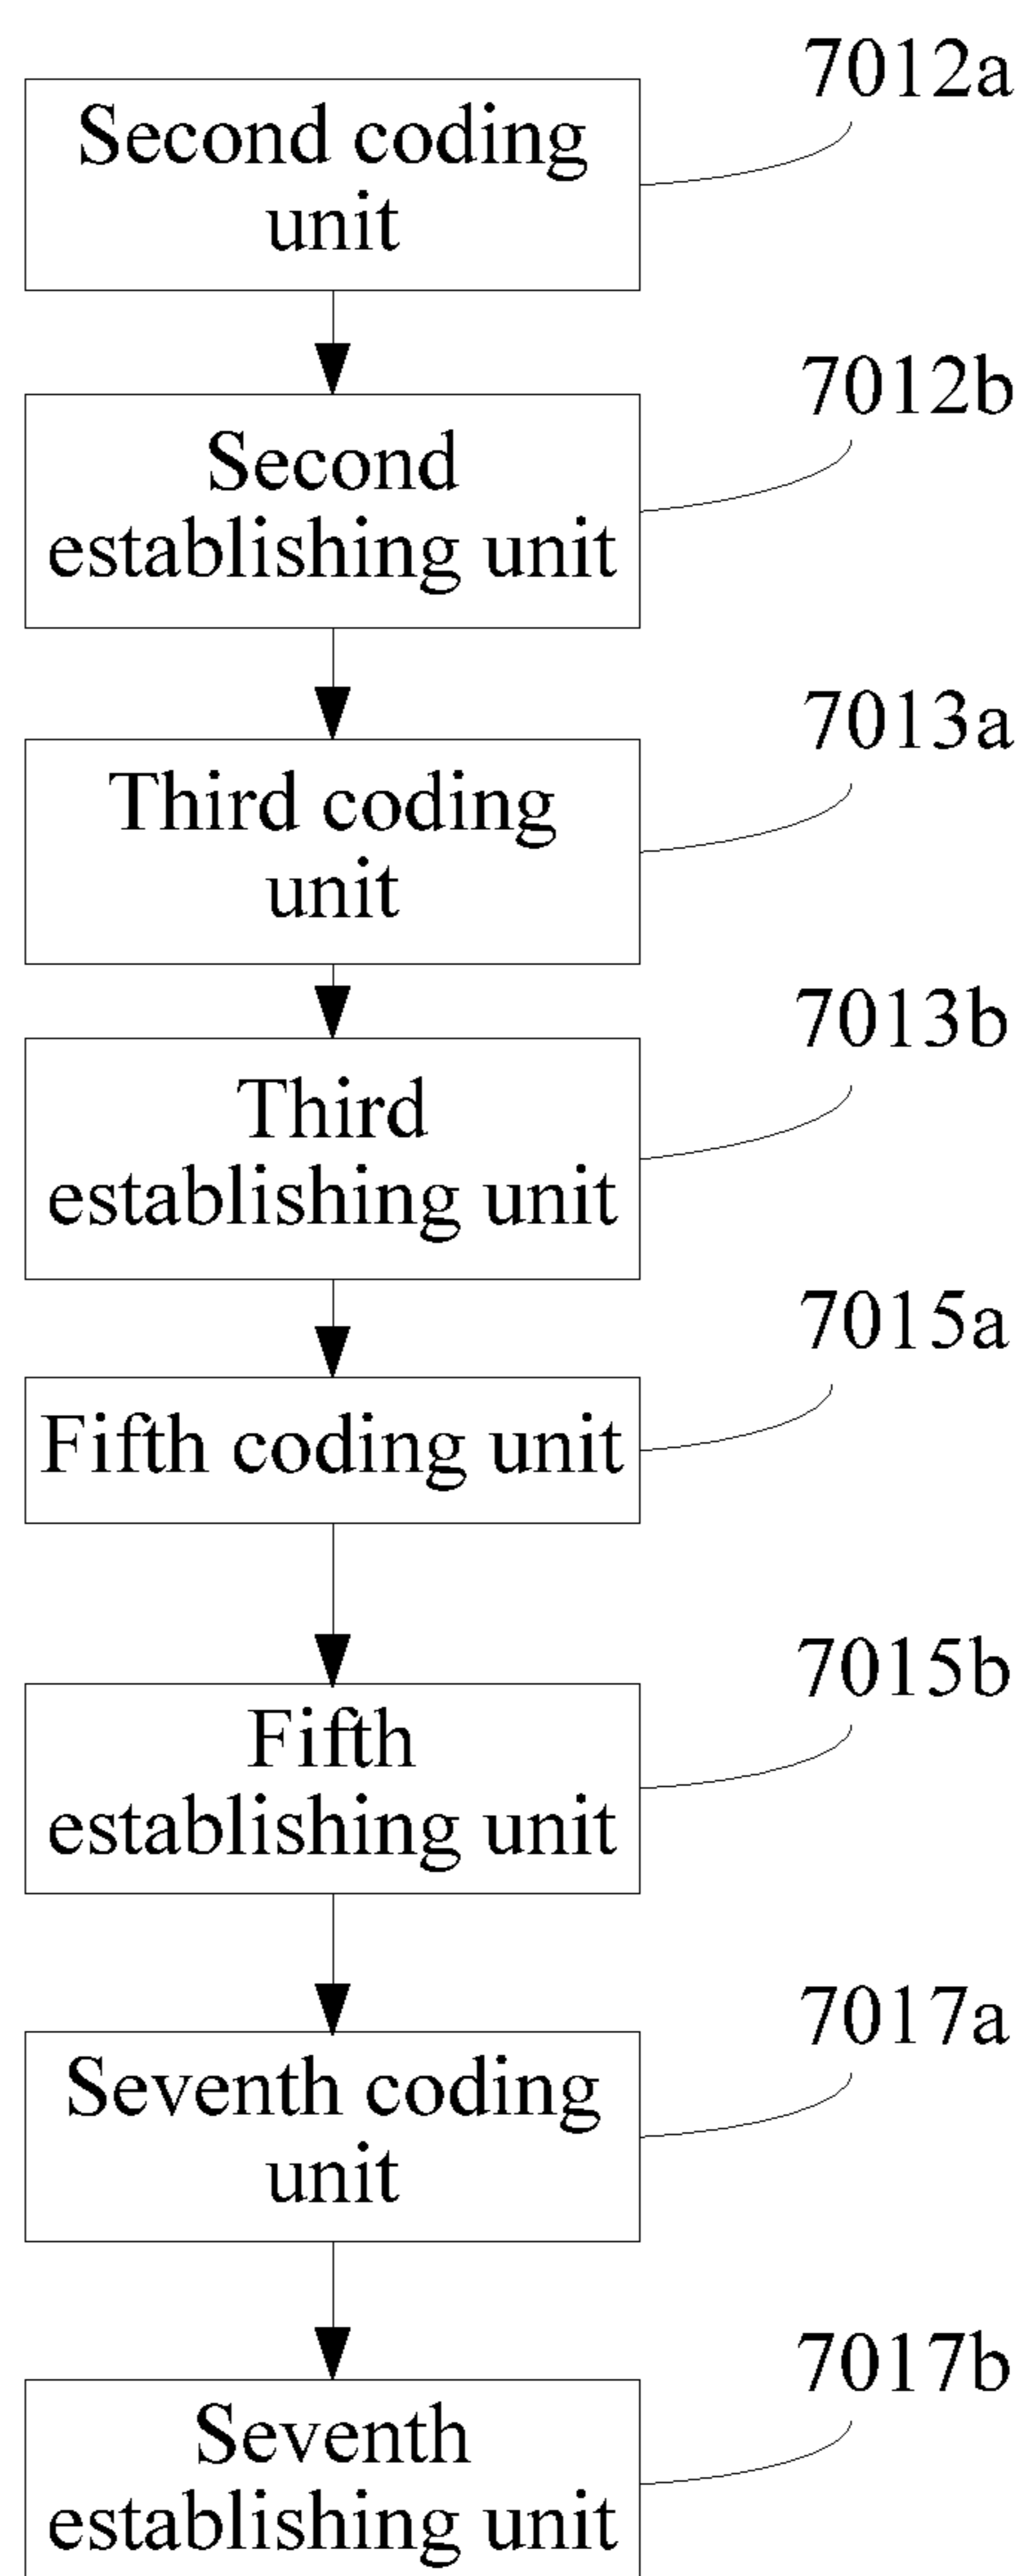 7012a
Second coding
unit
7012b
Second
establishing unit
7013a
Third coding
unit
7013b
Third
establishing unit
7015a
Fifth coding unit
7015b
Fifth
establishing unit
7017a
Seventh coding
unit
7017b
Seventh
establishing unit